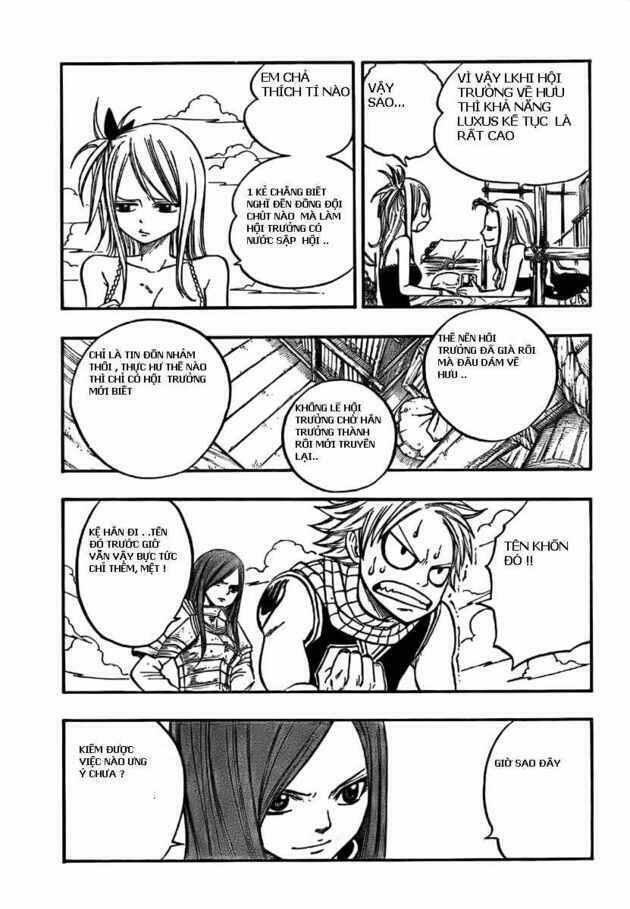 VÌ VẬY LKHI HỘI
TRƯỞNG VỀ HƯU
THÌ KHẢ NĂNG
LUXUS KẾ TỤC LÀ
RẤT CAO
VẬY
SAO...
EM CHẢ
THÍCH TÍ NÀO
1 KẺ CHẲNG BIẾT
NGHĨ ĐẾN ĐỒNG ĐỘI
CHÚT NÀO MÀ LÀM
HỘI TRƯỞNG CÓ
NƯỚC SẬP HỘI ..
THẾ NÊN HỘI
TRƯỞNG ĐÃ GIÀ RỒI
MÀ ĐÂU DÁM VỀ
HƯU ..
KHÔNG LẼ HỘI
TRƯỞNG CHỜ HẮN
TRƯỞNG THÀNH
RỒI MỚI TRUYỀN
LẠI..
CHỈ LÀ TIN ĐỒN NHẢM
THÔI , THỰC HƯ THẾ NÀO
THÌ CHỈ CÓ HỘI TRƯỞNG
MỚI BIẾT
TÊN KHỐN
ĐÓ !!
KỆ HẮN ĐI . .TÊN
ĐÓ TRƯỚC GIỜ
VẪN VẬY BỰC TỨC
CHỈ THÊM, MỆT !
GIỜ SAO ĐÂY
KIẾM ĐƯỢC
VIỆC NÀO ƯNG
Ý CHƯA ?